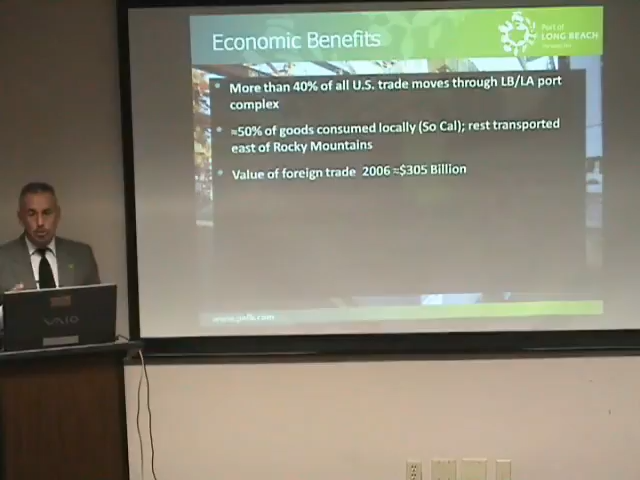 Economic Benefits
Port of
LONG BEACH
• More than 40% of all U.S. trade moves through LB/LA port
complex
• ≈50% of goods consumed locally (So Cal); rest transported
east of Rocky Mountains
• Value of foreign trade 2006 ≈$305 Billion
VAIO